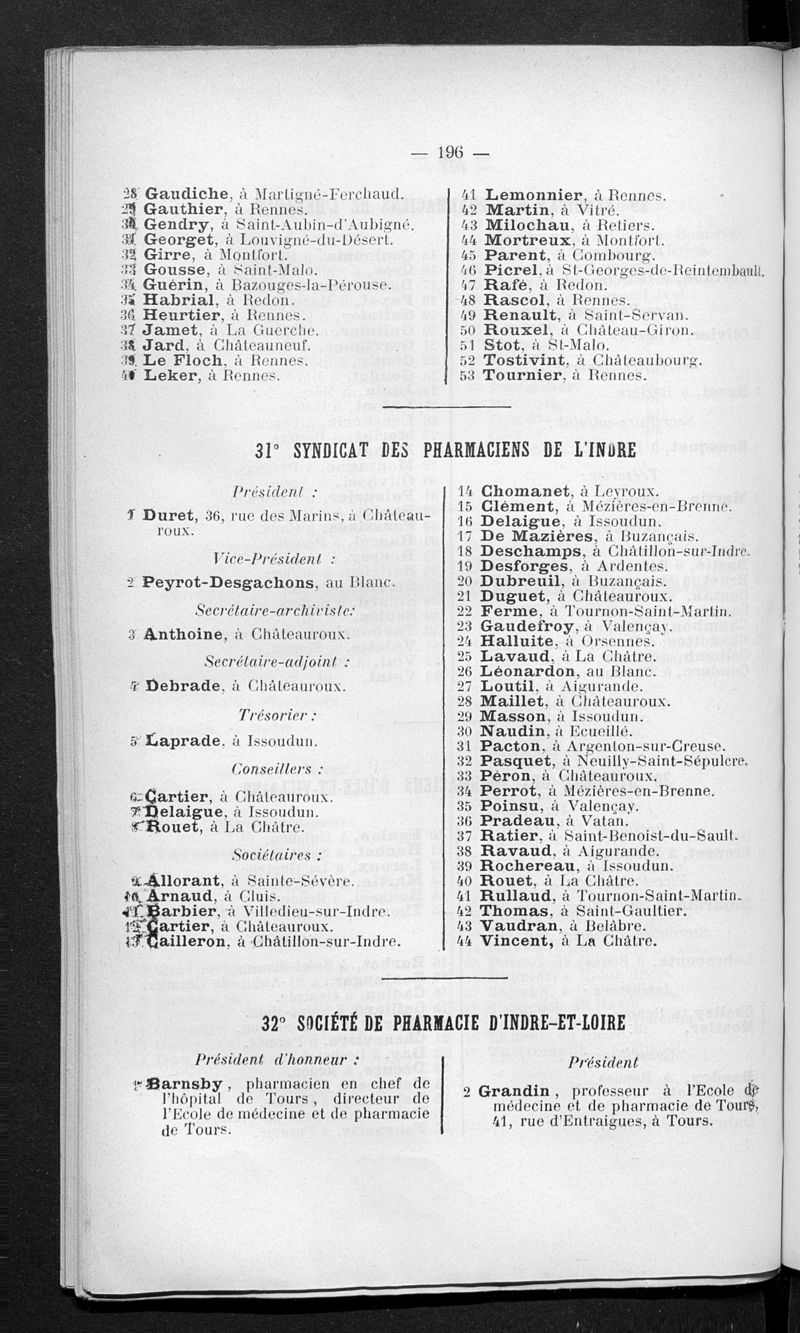 — 196 —
28 Gaudiche, à Martigné-Ferchaud.
29 Gauthier, à Rennes.
30 Gendry, à Saint-Aubin-d'Aubigné.
31 Georget, à Louvigné-du-Désert.
32 Girre, à Montfort.
33 Gousse, à Saint-Malo.
34 Guérin, à Bazouges-la-Pérouse.
35 Habrial, à Redon.
36 Heurtier, à Rennes.
37 Jamet, à La Guerche.
38 Jard, à Châteauneuf.
39 Le Floch, à Rennes.
40 Leker, à Rennes.
41 Lemonnier, à Rennes.
42 Martin, à Vitré.
43 Milochau, à Retiers.
44 Mortreux, à Montfort.
45 Parent, à Combourg.
46 Picrel, à St-Georges-de-Reintembault.
47 Rafé, à Redon.
48 Rascol, à Rennes.
49 Renault, à Saint-Servan.
50 Rouxel, à Château-Giron.
51 Stot, à St-Malo.
52 Tostivint, à Châteaubourg.
53 Tournier, à Rennes.
31° SYNDICAT DES PHARMACIENS DE L'INDRE
Président :
1 Duret, 36, rue des Marins, à Château-
roux.
Vice-Président :
2 Peyrot-Desgachons, au Blanc.
Secrétaire-archiviste:
3 Anthoine, à Châteauroux.
Secrétaire-adjoint :
4 Debrade, à Châteauroux.
Trésorier :
5 Laprade, à Issoudun.
Conseillers :
6 Cartier, à Châteauroux.
7 Delaigue, à Issoudun.
8 Rouet, à La Châtre.
Sociétaires :
9 Allorant, à Sainte-Sévère.
10 Arnaud, à Cluis.
11 Barbier, à Villedieu-sur-Indre.
12 Cartier, à Châteauroux.
13 Cailleron, à Châtillon-sur-Indre.
14 Chomanet, à Levroux.
15 Clément, à Mézières-en-Brenne.
16 Delaigue, à Issoudun.
17 De Mazières, à Buzançais.
18 Deschamps, à Châtillon-sur-Indre.
19 Desforges, à Ardentes.
20 Dubreuil, à Buzançais.
21 Duguet, à Châteauroux.
22 Ferme, à Tournon-Saint-Martin.
23 Gaudefroy, à Valençay.
24 Halluite, à Orsennes.
25 Lavaud, à La Châtre.
26 Léonardon, au Blanc.
27 Loutil, à Aigurande.
28 Maillet, à Châteauroux.
29 Masson, à Issoudun.
30 Naudin, à Ecueillé.
31 Pacton, à Argenton-sur-Creuse.
32 Pasquet, à Neuilly-Saint-Sépulcre.
33 Péron, à Châteauroux.
34 Perrot, à Mézières-en-Brenne.
35 Poinsu, à Valençay.
36 Pradeau, à Vatan.
37 Ratier, à Saint-Benoist-du-Sault.
38 Ravaud, à Aigurande.
39 Rochereau, à Issoudun.
40 Rouet, à La Châtre.
41 Rullaud, à Tournon-Saint-Martin.
42 Thomas, à Saint-Gaultier.
43 Vaudran, à Belâbre.
44 Vincent, à La Châtre.
32° SOCIÉTÉ DE PHARMACIE D'INDRE-ET-LOIRE
Président d'honneur :
1 Barnsby, pharmacien en chef de
l'hôpital de Tours, directeur de
l'Ecole de médecine et de pharmacie
de Tours.
Président
2 Grandin, professeur à l'Ecole de
médecine et de pharmacie de Tours,
41, rue d'Entraigues, à Tours.